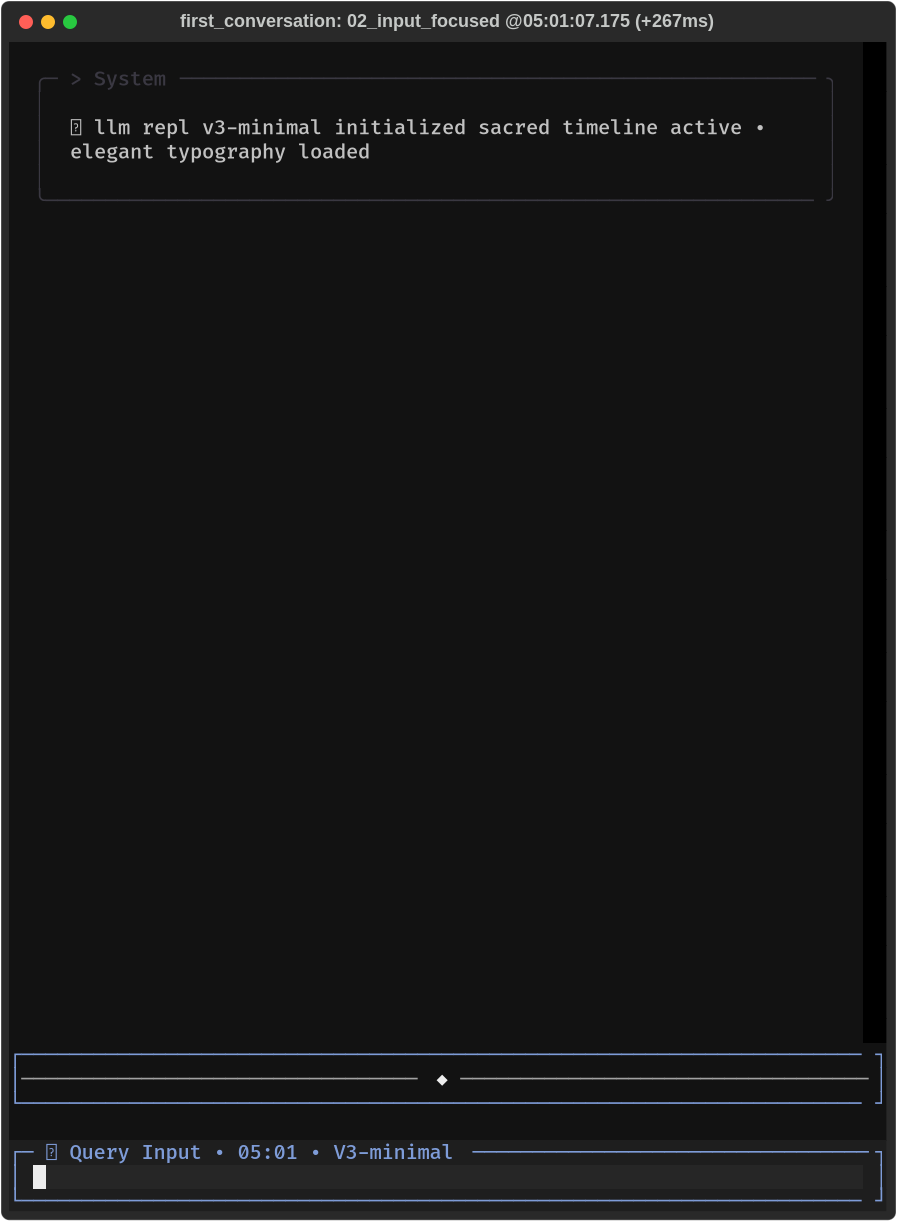 first_conversation: 02_input_focused @05:01:07.175 (+267ms)
> System
llm repl v3-minimal initialized sacred timeline active •
elegant typography loaded
Query Input • 05:01 • V3-minimal